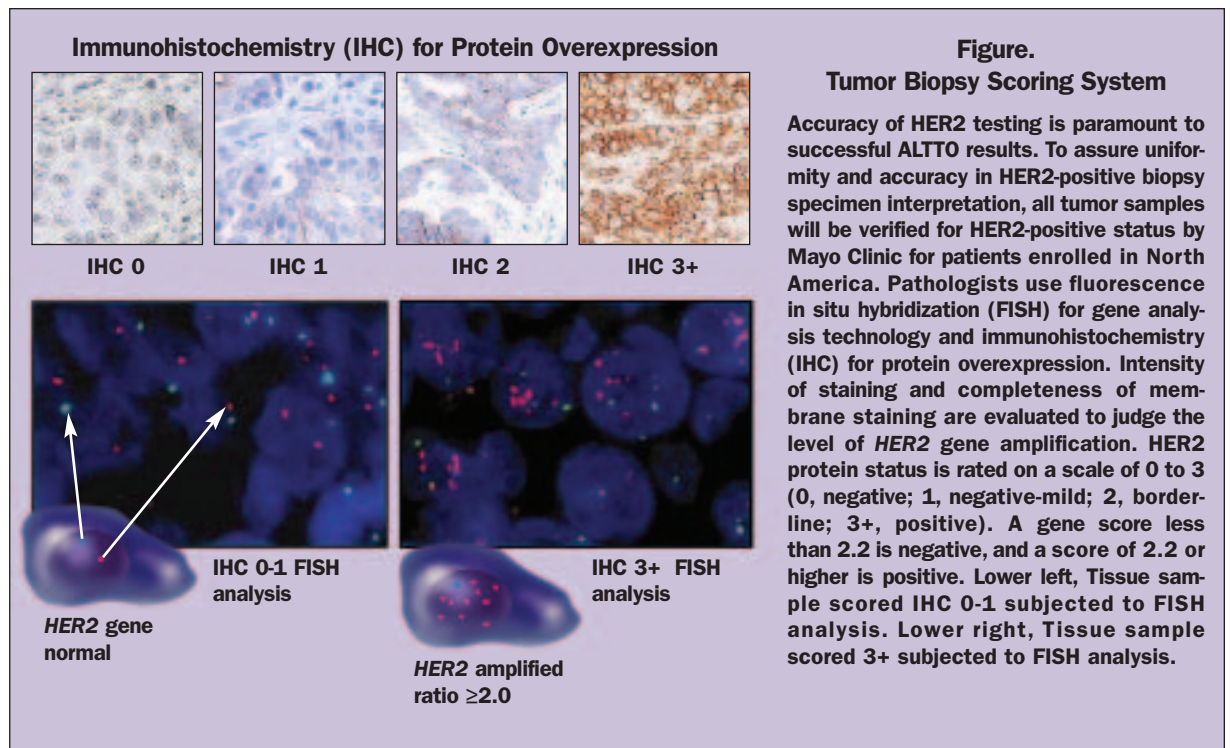 Immunohistochemistry (IHC) for Protein Overexpression
IHC 0
IHC 1
IHC 2
IHC 3+
IHC 0-1 FISH
analysis
HER2 gene
normal
IHC 3+ FISH
analysis
HER2 amplified
ratio ≥2.0
Figure.
Tumor Biopsy Scoring System
Accuracy of HER2 testing is paramount to
successful ALTTO results. To assure unifor-
mity and accuracy in HER2-positive biopsy
specimen interpretation, all tumor samples
will be verified for HER2-positive status by
Mayo Clinic for patients enrolled in North
America. Pathologists use fluorescence
in situ hybridization (FISH) for gene analy-
sis technology and immunohistochemistry
(IHC) for protein overexpression. Intensity
of staining and completeness of mem-
brane staining are evaluated to judge the
level of HER2 gene amplification. HER2
protein status is rated on a scale of 0 to 3
(0, negative; 1, negative-mild; 2, border-
line; 3+, positive). A gene score less
than 2.2 is negative, and a score of 2.2 or
higher is positive. Lower left, Tissue sam-
ple scored IHC 0-1 subjected to FISH
analysis. Lower right, Tissue sample
scored 3+ subjected to FISH analysis.